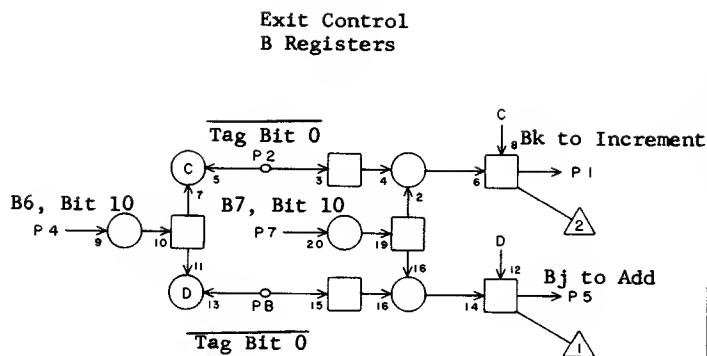 Exit Control
B Registers
Tag Bit 0
C
P2
C
5
3
4
8
Bk to Increment
6
P1
7
2
B6, Bit 10
B7, Bit 10
2
P4
9
10
P7
20
19
11
16
D
12
Bj to Add
D
13
P8
15
16
14
P5
Tag Bit 0
1